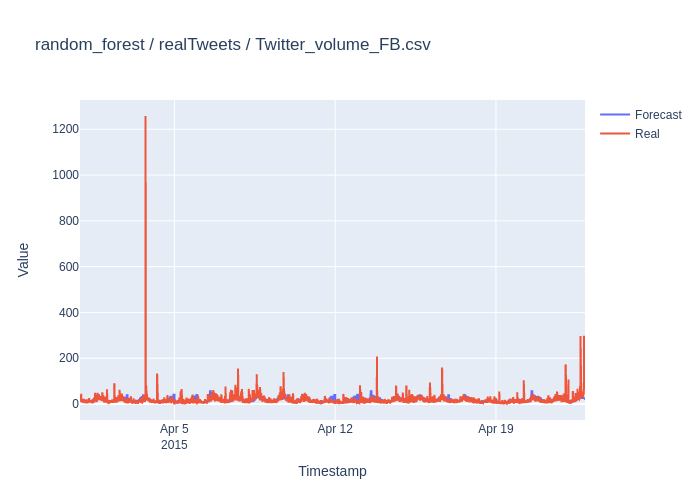 random_forest / realTweets / Twitter_volume_FB.csv
Forecast
Real
1200
1000
800
600
400
200
0
Value
Apr 5
2015
Apr 12
Apr 19
Timestamp